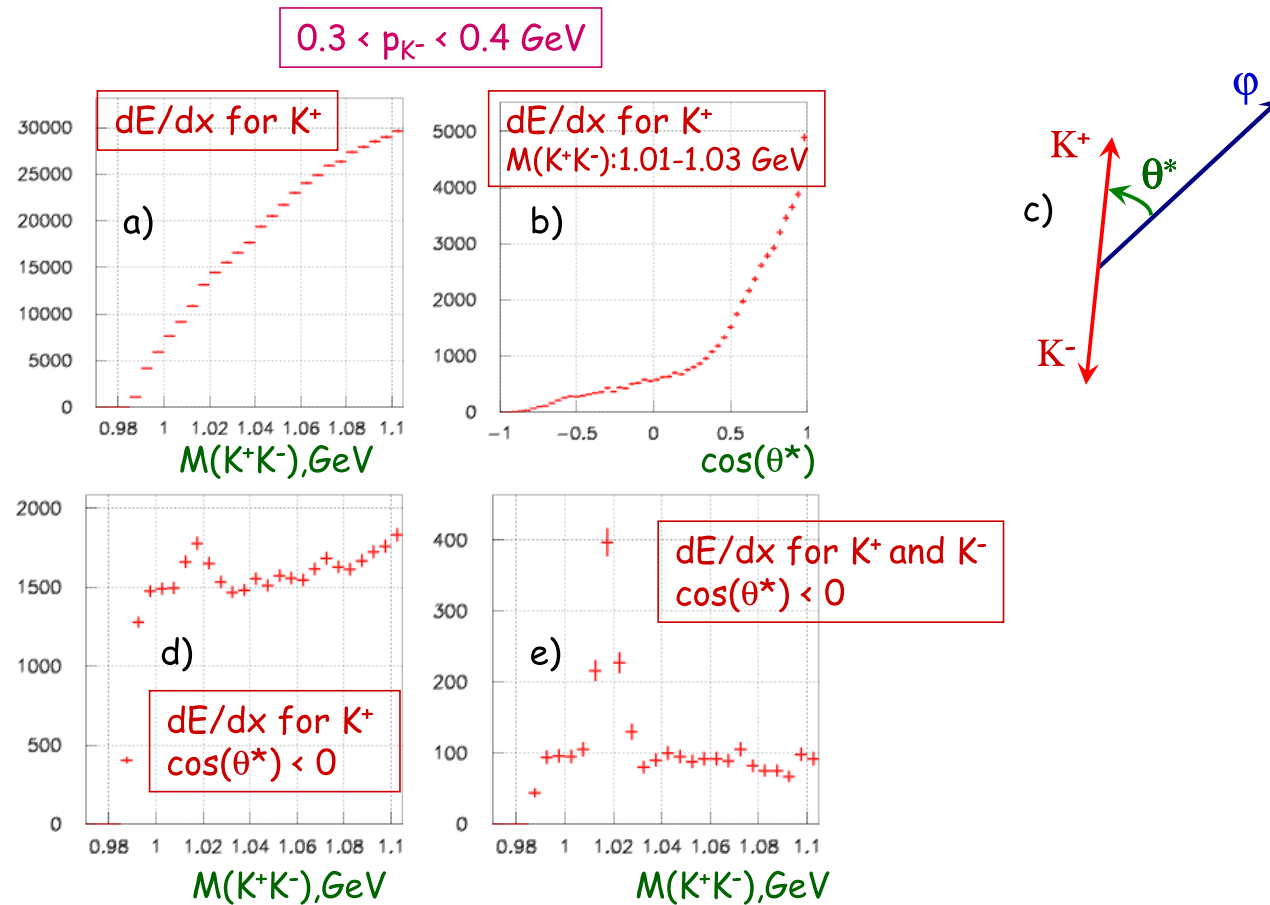 0.3 < pK- < 0.4 GeV
dE/dx for K+
a)
30000
25000
20000
15000
10000
5000
0
0.98 1 1.02 1.04 1.06 1.08 1.1
M(K+K-),GeV
dE/dx for K+
M(K+K-):1.01-1.03 GeV
b)
5000
4000
3000
2000
1000
0
-1 -0.5 0 0.5 1
cos(θ*)
φ
K+
θ*
c)
K-
2000
1500
1000
500
0
d)
dE/dx for K+
cos(θ*) < 0
0.98 1 1.02 1.04 1.06 1.08 1.1
M(K+K-),GeV
400
300
200
100
0
dE/dx for K+ and K-
cos(θ*) < 0
e)
0.98 1 1.02 1.04 1.06 1.08 1.1
M(K+K-),GeV